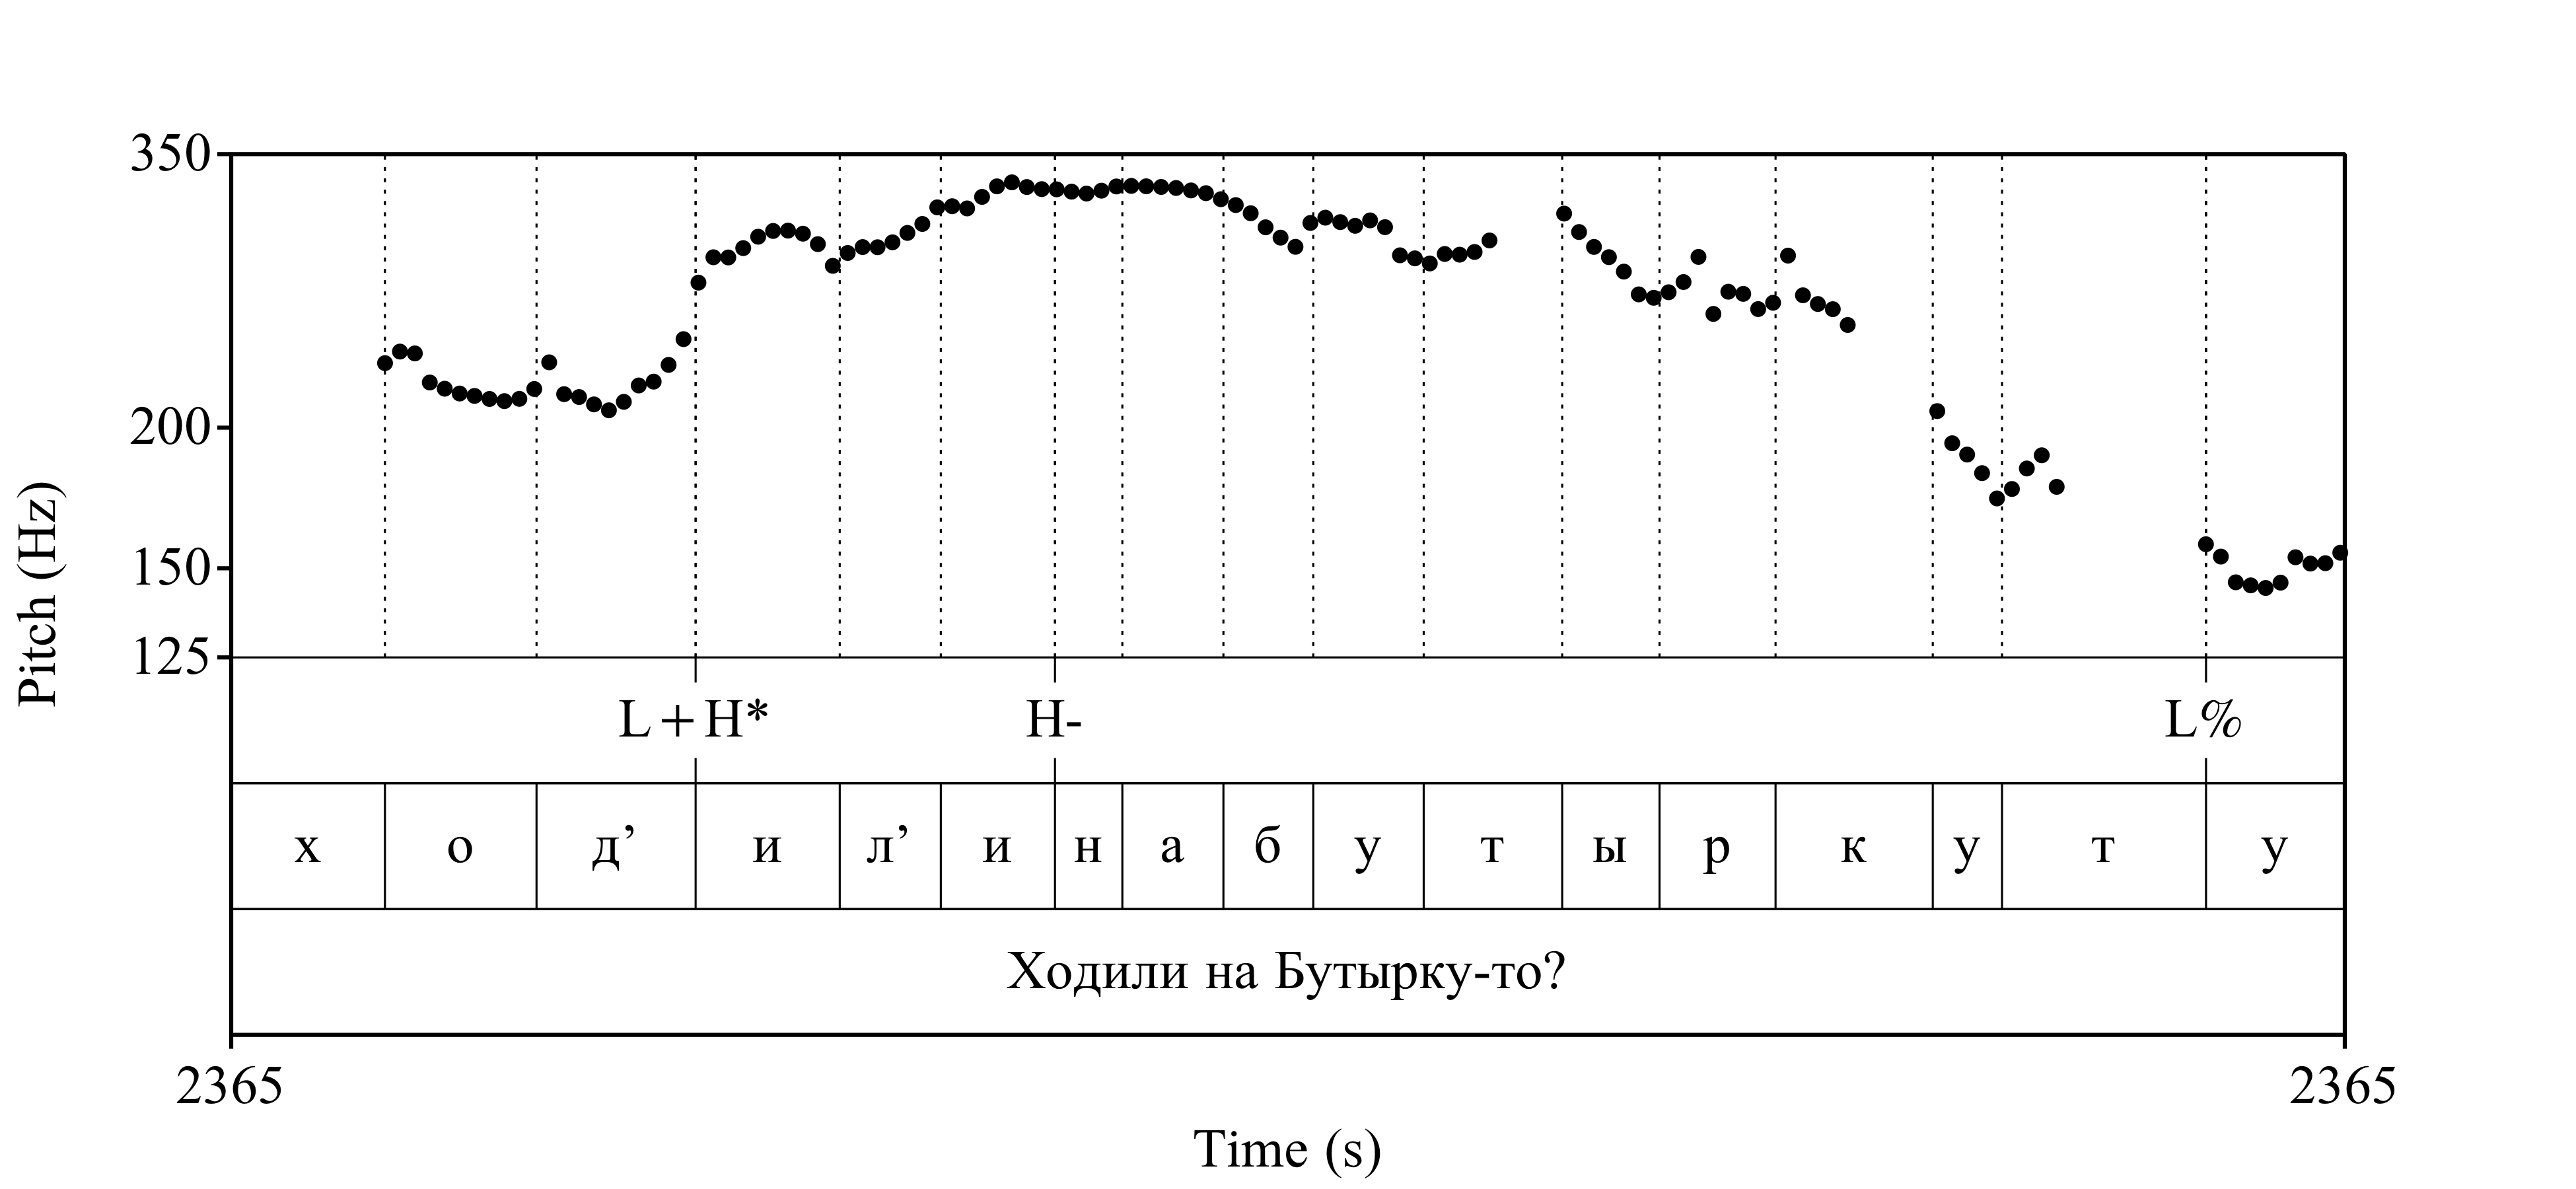 350
200
150
125
Pitch (Hz)
L+H* H- L%
х о д’ и л’ и н а б у т ы р к у т у
Ходили на Бутырку-то?
2365 2365
Time (s)